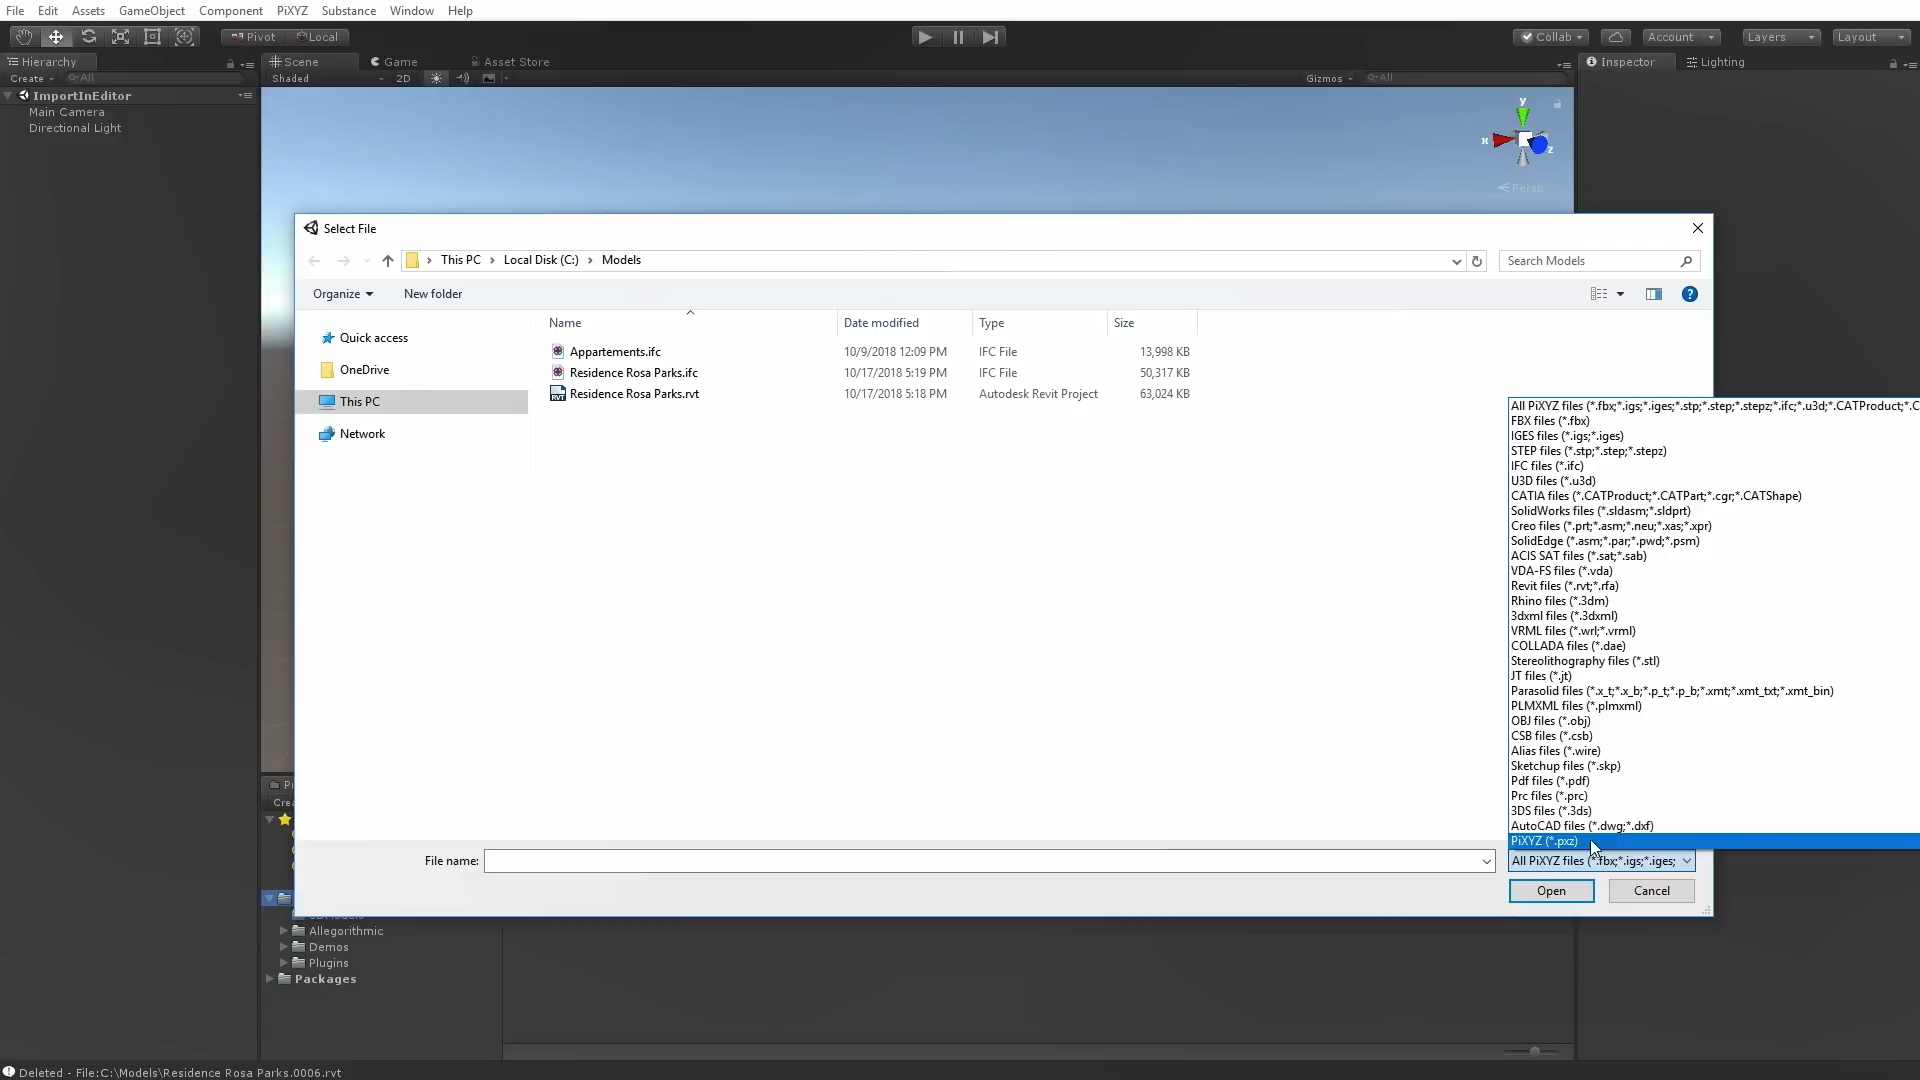 File Edit Assets GameObject Component PiXYZ Substance Window Help
Pivot Local Collab Account Layers Layout
Hierarchy Scene Game Asset Store Inspector Lighting
Create All Shaded 2D Gizmos All
ImportInEditor
Main Camera
Directional Light
y
x
z
Persp
Select File
This PC Local Disk (C:) Models Search Models
Organize New folder
Name Date modified Type Size
Quick access
OneDrive
This PC
Network
Appartements.ifc 10/9/2018 12:09 PM IFC File 13,998 KB
Residence Rosa Parks.ifc 10/17/2018 5:19 PM IFC File 50,317 KB
Residence Rosa Parks.rvt 10/17/2018 5:18 PM Autodesk Revit Project 63,024 KB
All PiXYZ files (*.fbx;*.igs;*.iges;*.stp;*.step;*.stepz;*.ifc;*.u3d;*.CATProduct;*.C
FBX files (*.fbx)
IGES files (*.igs;*.iges)
STEP files (*.stp;*.step;*.stepz)
IFC files (*.ifc)
U3D files (*.u3d)
CATIA files (*.CATProduct;*.CATPart;*.cgr;*.CATShape)
SolidWorks files (*.sldasm;*.sldprt)
Creo files (*.prt;*.asm;*.neu;*.xas;*.xpr)
SolidEdge (*.asm;*.par;*.pwd;*.psm)
ACIS SAT files (*.sat;*.sab)
VDA-FS files (*.vda)
Revit files (*.rvt;*.rfa)
Rhino files (*.3dm)
3dxml files (*.3dxml)
VRML files (*.wrl;*.vrml)
COLLADA files (*.dae)
Stereolithography files (*.stl)
JT files (*.jt)
Parasolid files (*.x_t;*.x_b;*.p_t;*.p_b;*.xmt;*.xmt_txt;*.xmt_bin)
PLMXML files (*.plmxml)
OBJ files (*.obj)
CSB files (*.csb)
Alias files (*.wire)
Sketchup files (*.skp)
Pdf files (*.pdf)
Prc files (*.prc)
3DS files (*.3ds)
AutoCAD files (*.dwg;*.dxf)
PiXYZ (*.pxz)
File name: All PiXYZ files (*.fbx;*.igs;*.iges;
Open Cancel
Allegorithmic
Demos
Plugins
Packages
Deleted - File:C:\Models\Residence Rosa Parks.0006.rvt